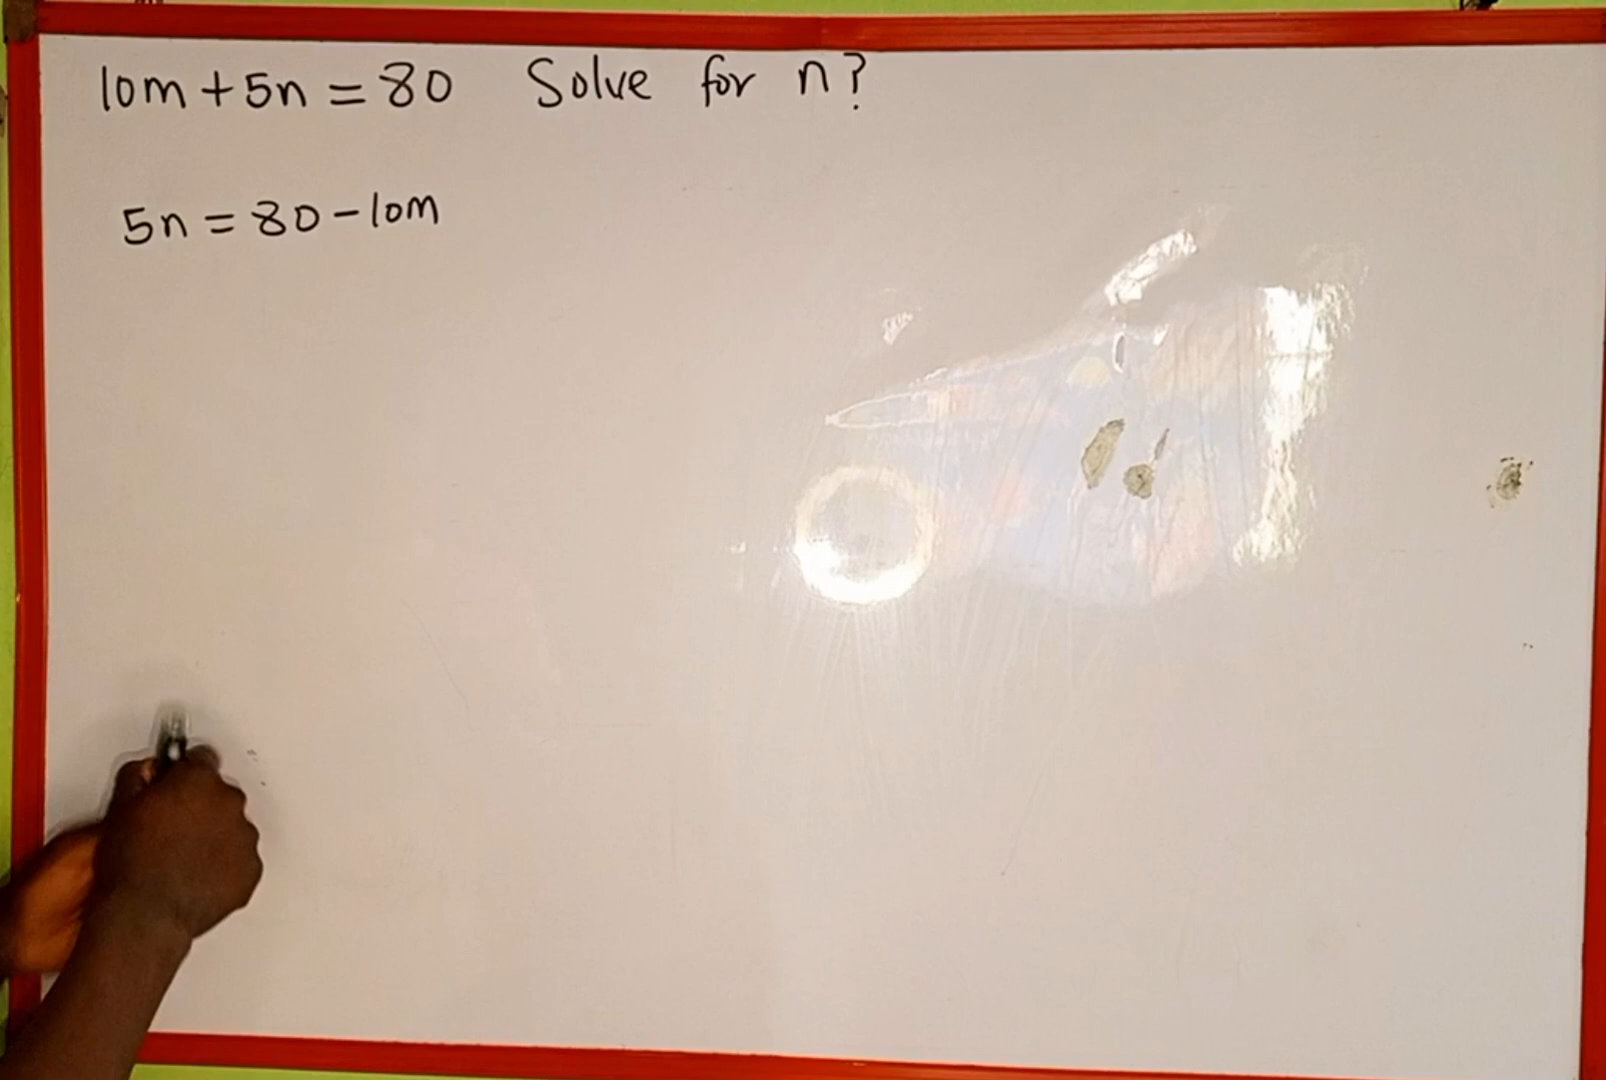 10m + 5n = 80 Solve for n?
5n = 80 - 10m